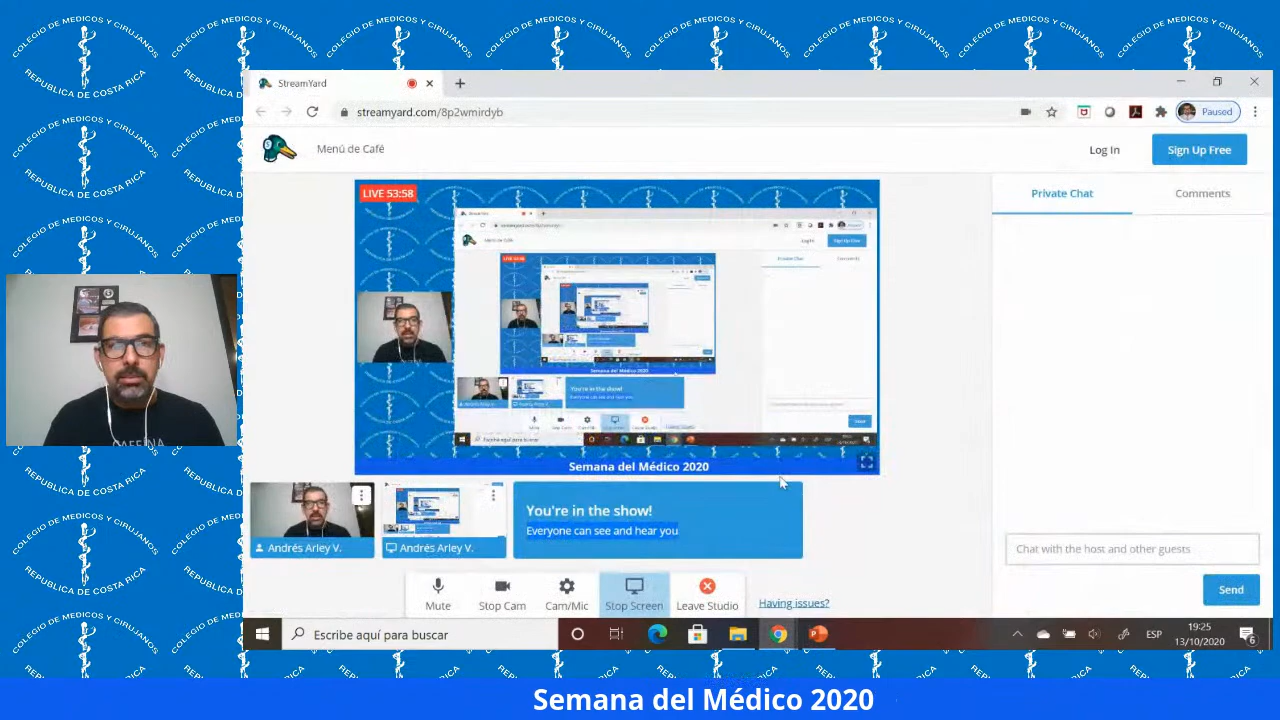 COLEGIO DE MEDICOS Y CIRUJANOS
REPUBLICA DE COSTA RICA
StreamYard
streamyard.com/8p2wmirdyb
Paused
Menú de Café
Log In
Sign Up Free
LIVE 53:58
Private Chat
Comments
Semana del Médico 2020
You're in the show!
Everyone can see and hear you
Andrés Arley V.
Andrés Arley V.
Chat with the host and other guests
Send
Mute
Stop Cam
Cam/Mic
Stop Screen
Leave Studio
Having issues?
Escribe aquí para buscar
ESP
19:25
13/10/2020
6
Semana del Médico 2020